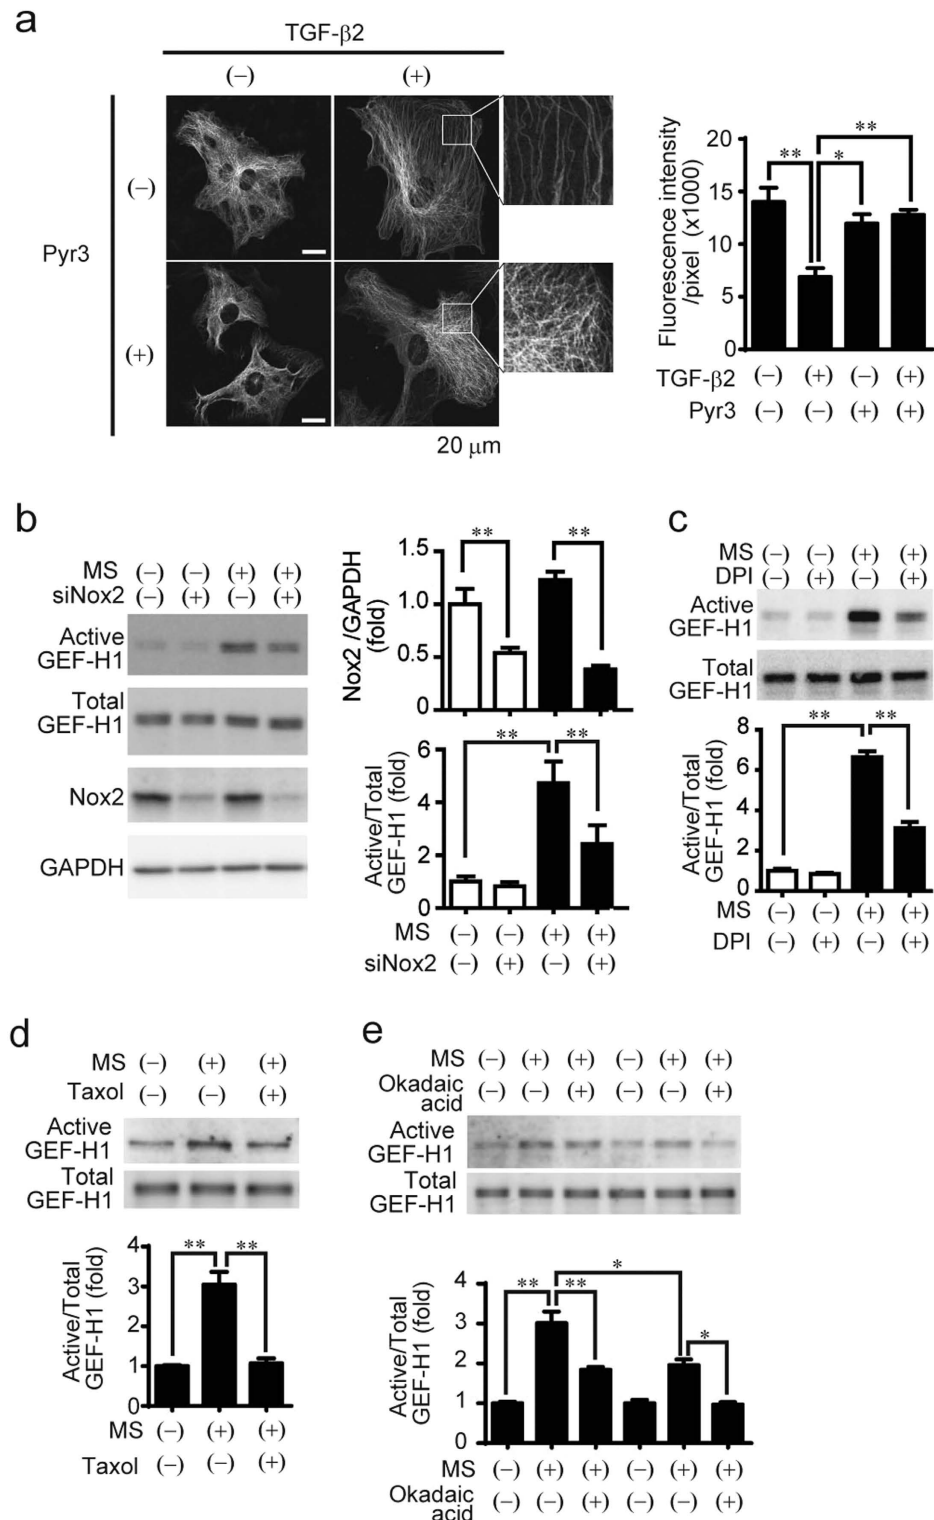 a
TGF-β2
(−) (+)
Pyr3
(−)
(+)
20 μm
Fluorescence intensity
/pixel (x1000)
20
15
10
5
0
** * **
TGF-β2 (−) (+) (−) (+)
Pyr3 (−) (−) (+) (+)
b
MS (−) (−) (+) (+)
siNox2 (−) (+) (−) (+)
Active
GEF-H1
Total
GEF-H1
Nox2
GAPDH
Nox2 /GAPDH
(fold)
1.5
1.0
0.5
0
** **
Active/Total
GEF-H1 (fold)
6
4
2
0
** **
MS (−) (−) (+) (+)
siNox2 (−) (+) (−) (+)
c
MS (−) (−) (+) (+)
DPI (−) (+) (−) (+)
Active
GEF-H1
Total
GEF-H1
Active/Total
GEF-H1 (fold)
8
6
4
2
0
** **
MS (−) (−) (+) (+)
DPI (−) (+) (−) (+)
d
MS (−) (+) (+)
Taxol (−) (−) (+)
Active
GEF-H1
Total
GEF-H1
Active/Total
GEF-H1 (fold)
4
3
2
1
0
** **
MS (−) (+) (+)
Taxol (−) (−) (+)
e
MS (−) (+) (+) (−) (+) (+)
Okadaic
acid (−) (−) (+) (−) (−) (+)
Active
GEF-H1
Total
GEF-H1
Active/Total
GEF-H1 (fold)
4
3
2
1
0
** ** * *
MS (−) (+) (+) (−) (+) (+)
Okadaic
acid (−) (−) (+) (−) (−) (+)